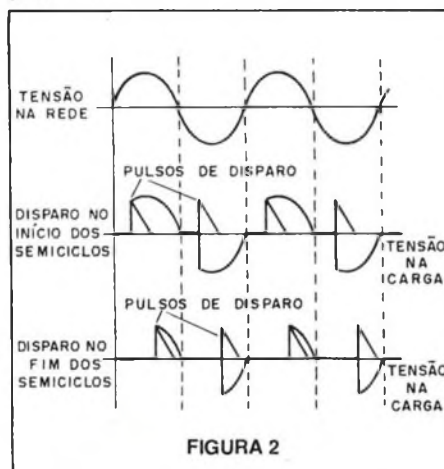 TENSÃO
NA REDE
PULSOS DE DISPARO
DISPARO NO
INÍCIO DOS
SEMICICLOS
TENSÃO
NA
CARGA
PULSOS DE DISPARO
DISPARO NO
FIM DOS
SEMICICLOS
TENSÃO
NA
CARGA
FIGURA 2